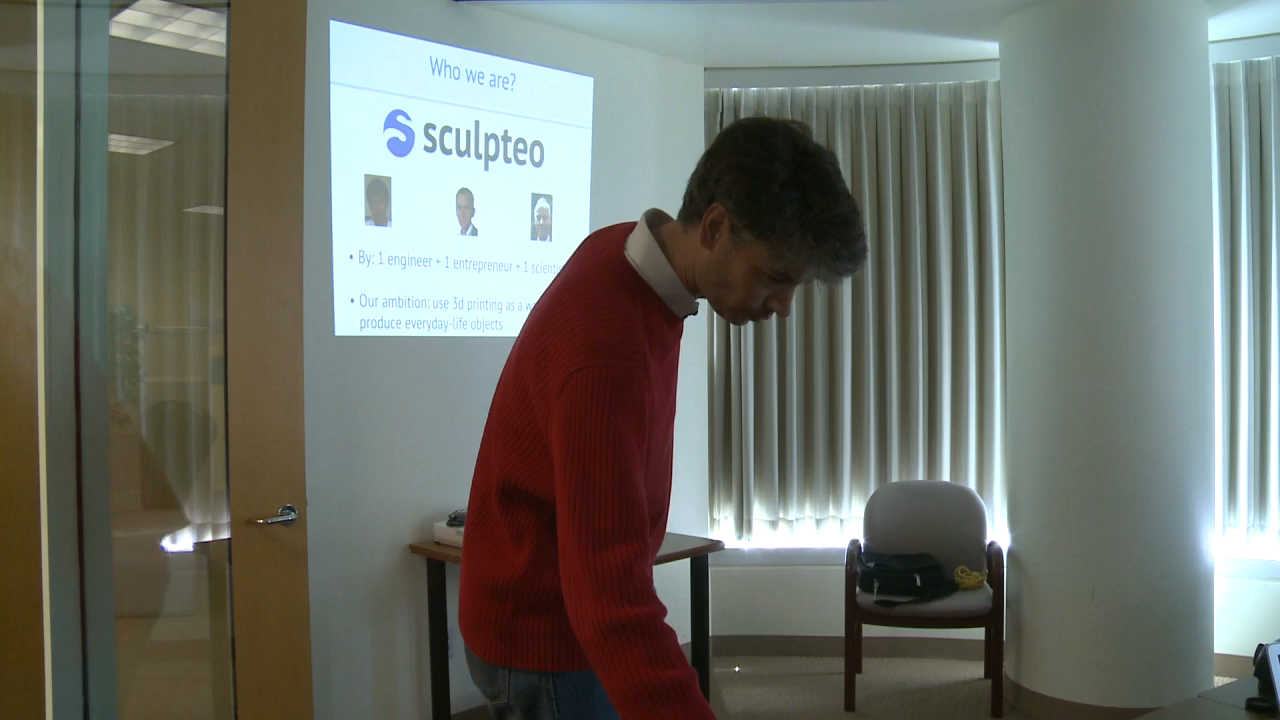 Who we are?
sculpteo
• By: 1 engineer + 1 entrepreneur + 1
• Our ambition: use 3d printing as a
produce everyday-life objects